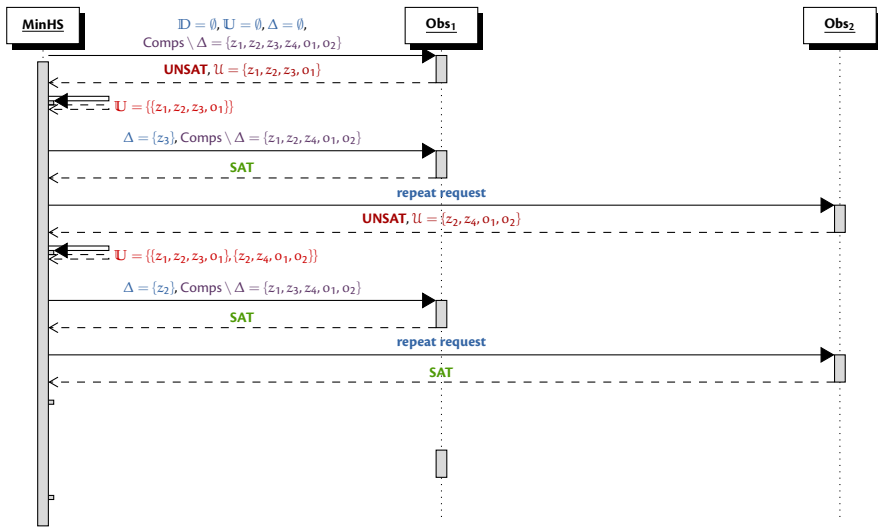 MinHS
Obs₁
Obs₂
𝔻 = ∅, 𝕌 = ∅, Δ = ∅,
Comps \ Δ = {z₁, z₂, z₃, z₄, o₁, o₂}
UNSAT, 𝒰 = {z₁, z₂, z₃, o₁}
𝕌 = {{z₁, z₂, z₃, o₁}}
Δ = {z₃}, Comps \ Δ = {z₁, z₂, z₄, o₁, o₂}
SAT
repeat request
UNSAT, 𝒰 = {z₂, z₄, o₁, o₂}
𝕌 = {{z₁, z₂, z₃, o₁},{z₂, z₄, o₁, o₂}}
Δ = {z₂}, Comps \ Δ = {z₁, z₃, z₄, o₁, o₂}
SAT
repeat request
SAT